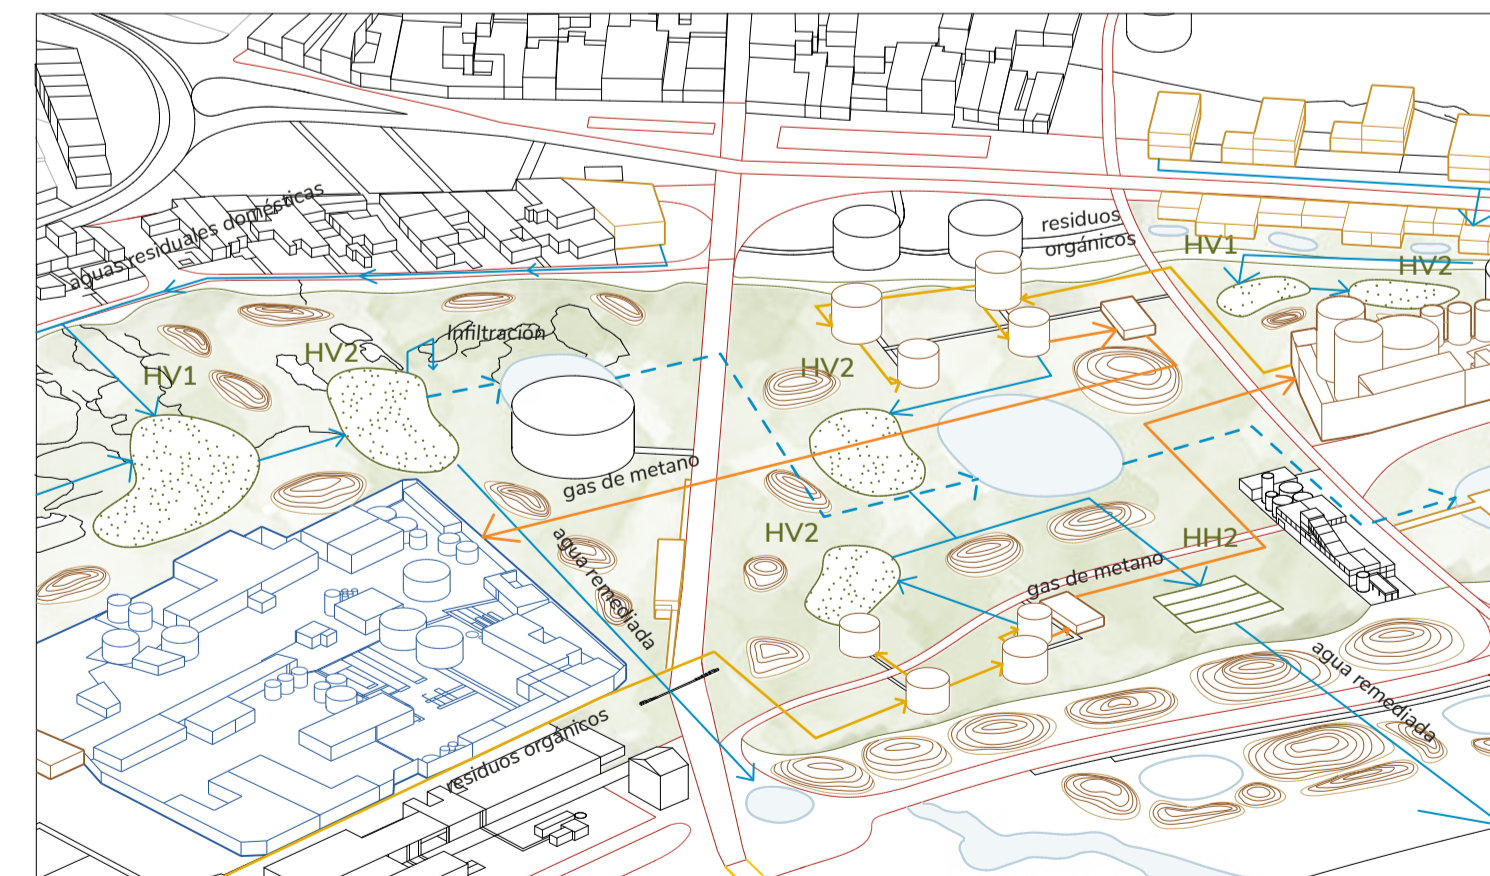 aguas residuales domésticas
residuos
orgánicos
HV1
HV2
Infiltración
HV2
HV1
HV2
gas de metano
agua remediada
HV2
HH2
gas de metano
agua remediada
residuos orgánicos